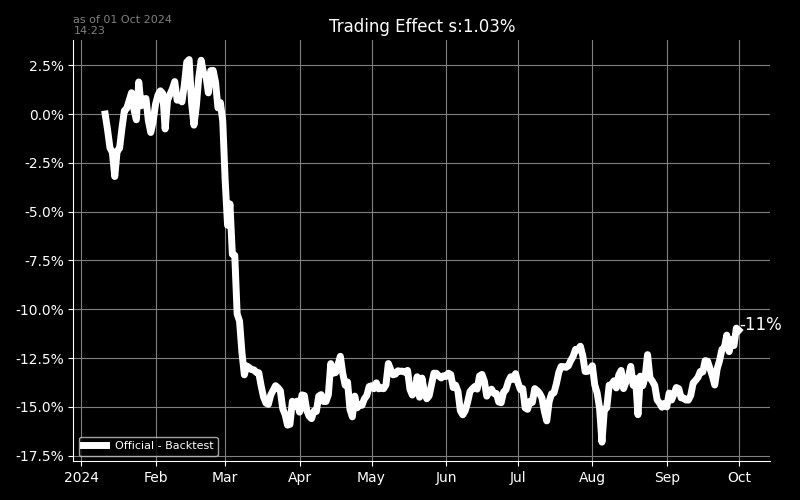 as of 01 Oct 2024
14:23
Trading Effect s:1.03%
2.5%
0.0%
-2.5%
-5.0%
-7.5%
-10.0%
-12.5%
-15.0%
-17.5%
-11%
Official - Backtest
2024 Feb Mar Apr May Jun Jul Aug Sep Oct